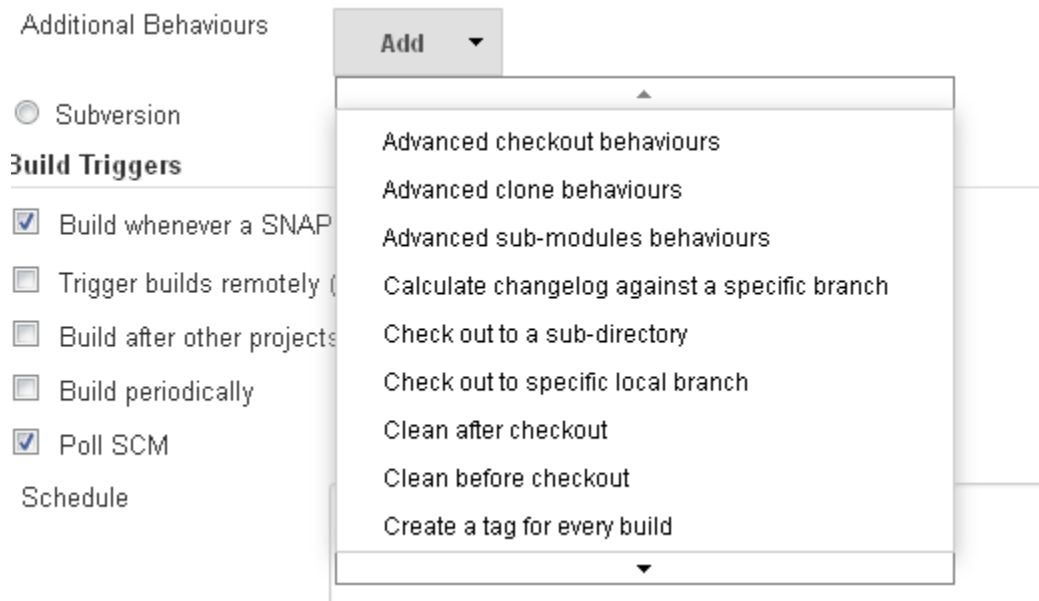 Additional Behaviours
Add
Subversion
Build Triggers
Build whenever a SNAP
Trigger builds remotely (
Build after other projects
Build periodically
Poll SCM
Schedule
Advanced checkout behaviours
Advanced clone behaviours
Advanced sub-modules behaviours
Calculate changelog against a specific branch
Check out to a sub-directory
Check out to specific local branch
Clean after checkout
Clean before checkout
Create a tag for every build